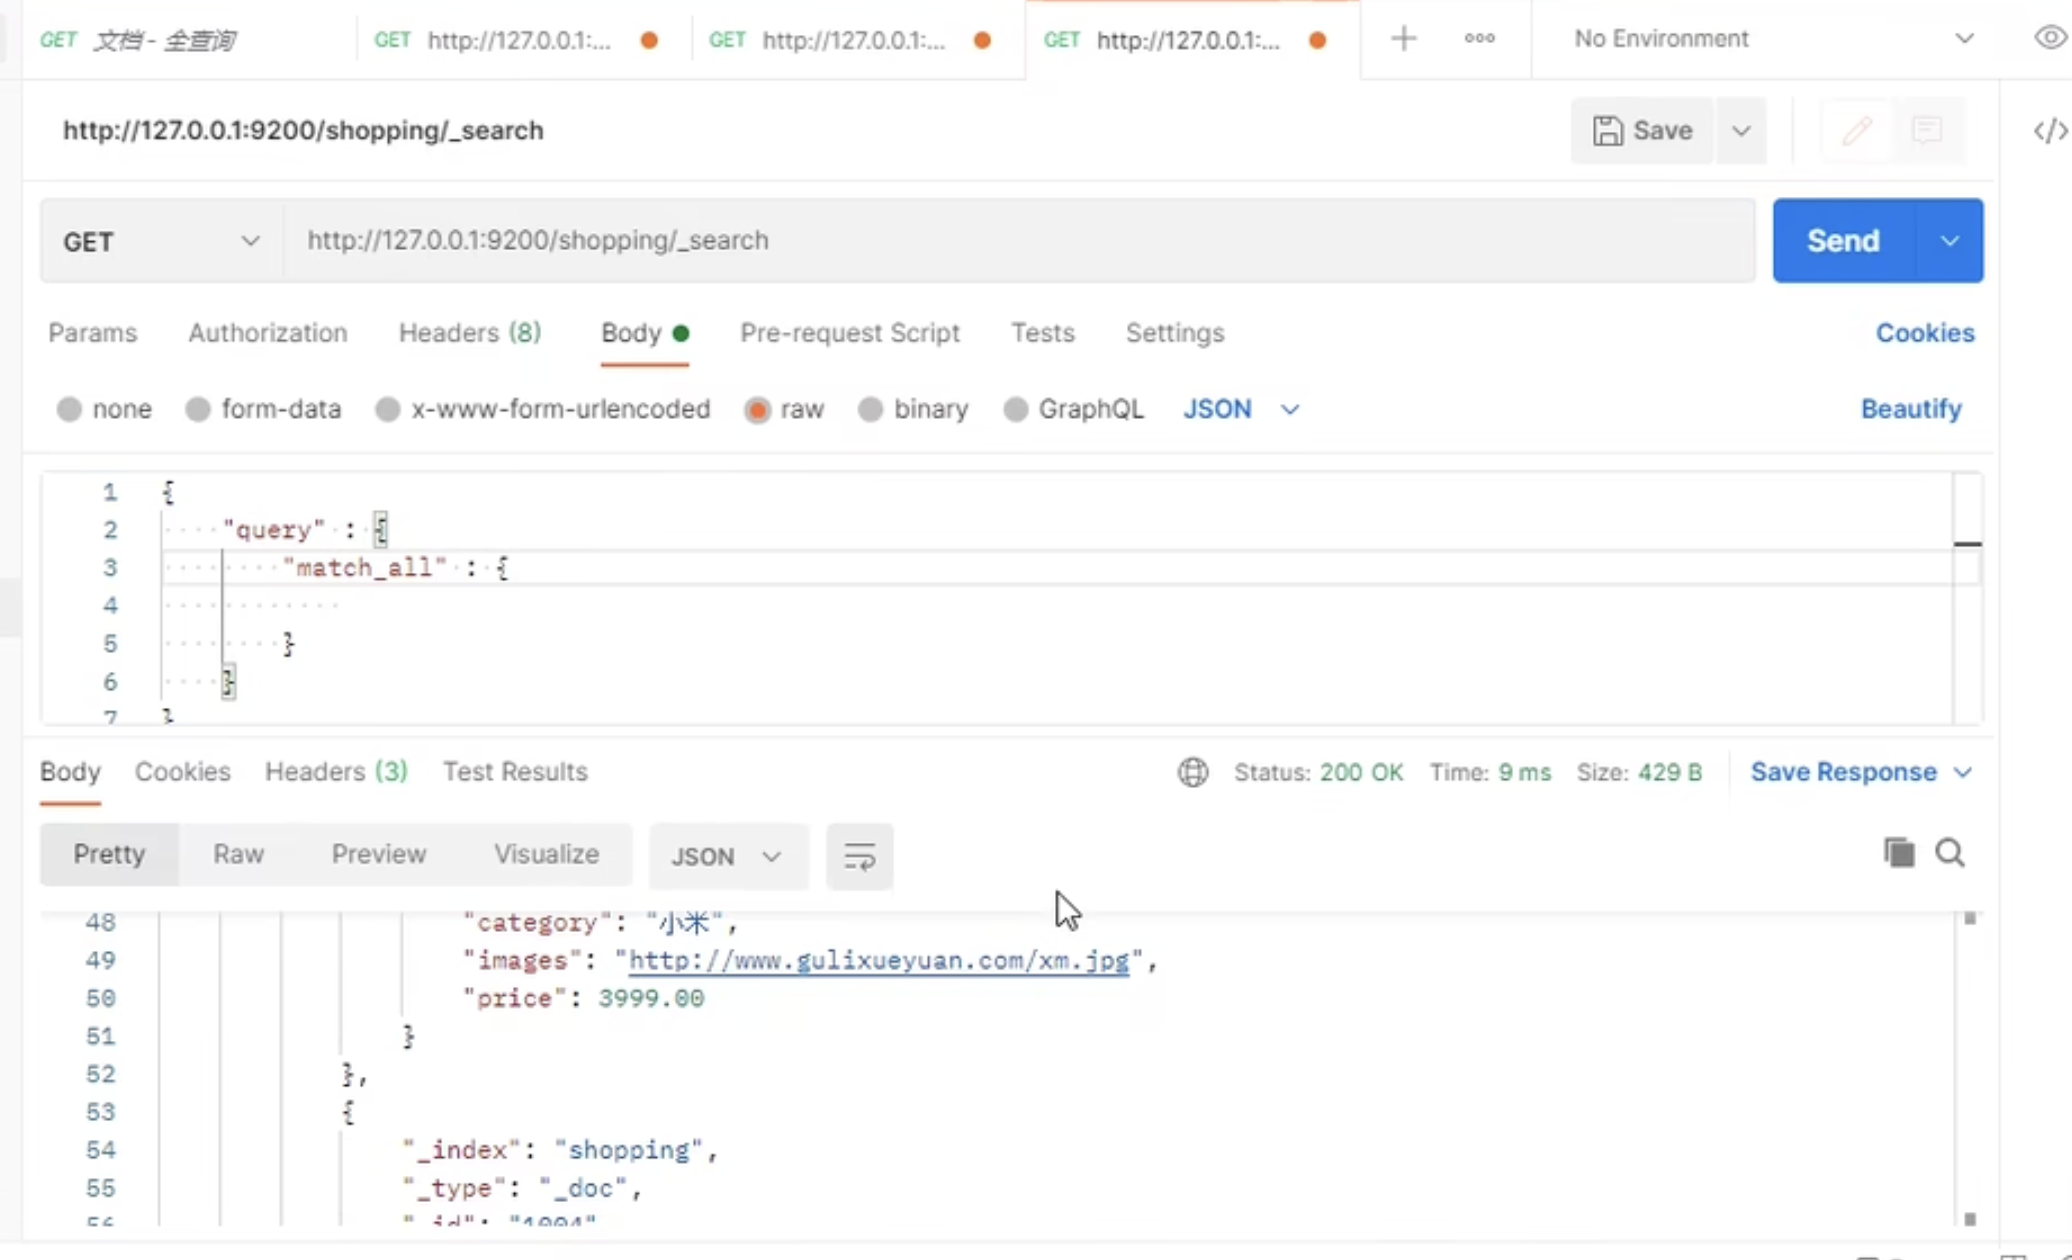 GET 文档 - 全查询 GET http://127.0.0.1:... GET http://127.0.0.1:... GET http://127.0.0.1:... No Environment
http://127.0.0.1:9200/shopping/_search Save
GET http://127.0.0.1:9200/shopping/_search Send
Params Authorization Headers (8) Body Pre-request Script Tests Settings Cookies
none form-data x-www-form-urlencoded raw binary GraphQL JSON Beautify
1 {
2 "query" : {
3 "match_all" : {
4
5 }
6 }
7 }
Body Cookies Headers (3) Test Results Status: 200 OK Time: 9 ms Size: 429 B Save Response
Pretty Raw Preview Visualize JSON
48 "category": "小米",
49 "images": "http://www.gulixueyuan.com/xm.jpg",
50 "price": 3999.00
51 }
52 },
53 {
54 "_index": "shopping",
55 "_type": "_doc",
56 "_id": "1004"